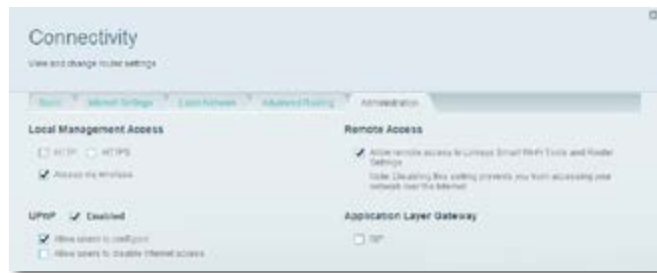 Connectivity
View and change router settings
Basic Internet Settings Local Network Advanced Routing Administration
Local Management Access
HTTP HTTPS
Access via wireless
UPnP Enabled
Allow users to configure
Allow users to disable Internet access
Remote Access
Allow remote access to Linksys Smart Wi-Fi Tools and Router
Settings
Note: Disabling this setting prevents you from accessing your
network over the Internet
Application Layer Gateway
SIP